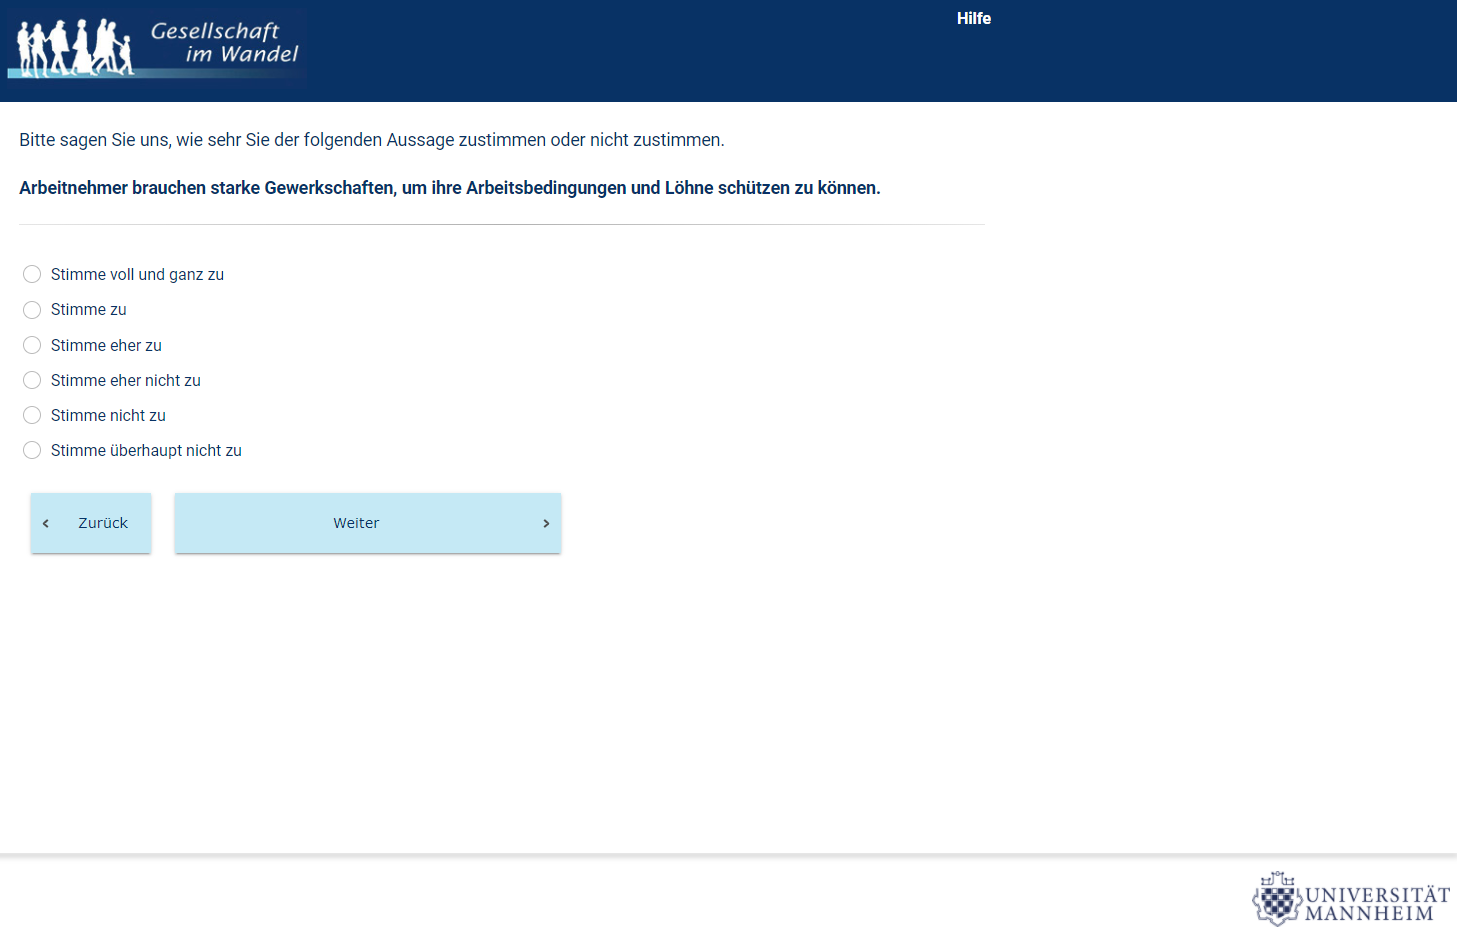 Gesellschaft
im Wandel
Hilfe
Bitte sagen Sie uns, wie sehr Sie der folgenden Aussage zustimmen oder nicht zustimmen.
Arbeitnehmer brauchen starke Gewerkschaften, um ihre Arbeitsbedingungen und Löhne schützen zu können.
Stimme voll und ganz zu
Stimme zu
Stimme eher zu
Stimme eher nicht zu
Stimme nicht zu
Stimme überhaupt nicht zu
Zurück
Weiter
UNIVERSITÄT
MANNHEIM